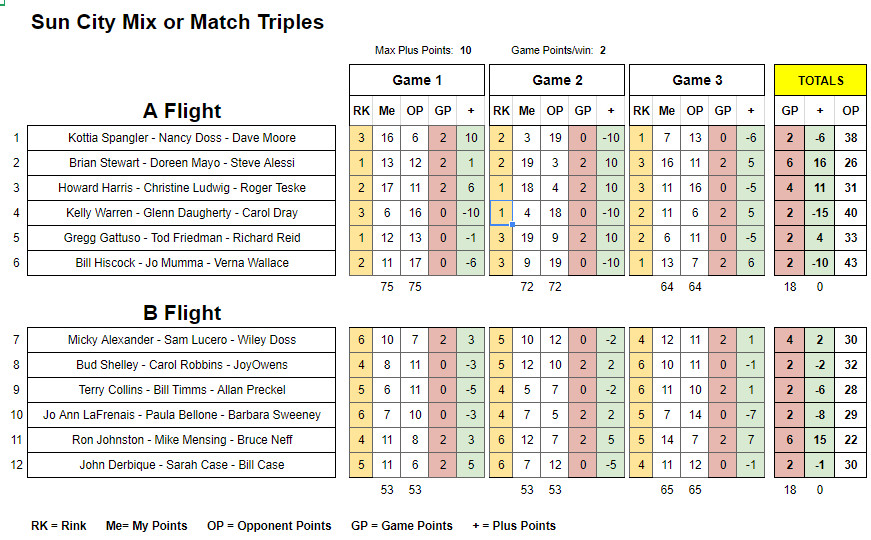 Sun City Mix or Match Triples
Max Plus Points: 10 Game Points/win: 2
Game 1 Game 2 Game 3 TOTALS
A Flight RK Me OP GP + RK Me OP GP + RK Me OP GP + GP + OP
1 Kottia Spangler - Nancy Doss - Dave Moore 3 16 6 2 10 2 3 19 0 -10 1 7 13 0 -6 2 -6 38
2 Brian Stewart - Doreen Mayo - Steve Alessi 1 13 12 2 1 2 19 3 2 10 3 16 11 2 5 6 16 26
3 Howard Harris - Christine Ludwig - Roger Teske 2 17 11 2 6 1 18 4 2 10 3 11 16 0 -5 4 11 31
4 Kelly Warren - Glenn Daugherty - Carol Dray 3 6 16 0 -10 1 4 18 0 -10 2 11 6 2 5 2 -15 40
5 Gregg Gattuso - Tod Friedman - Richard Reid 1 12 13 0 -1 3 19 9 2 10 2 6 11 0 -5 2 4 33
6 Bill Hiscock - Jo Mumma - Verna Wallace 2 11 17 0 -6 3 9 19 0 -10 1 13 7 2 6 2 -10 43
75 75 72 72 64 64 18 0
B Flight
7 Micky Alexander - Sam Lucero - Wiley Doss 6 10 7 2 3 5 10 12 0 -2 4 12 11 2 1 4 2 30
8 Bud Shelley - Carol Robbins - JoyOwens 4 8 11 0 -3 5 12 10 2 2 6 10 11 0 -1 2 -2 32
9 Terry Collins - Bill Timms - Allan Preckel 5 6 11 0 -5 4 5 7 0 -2 6 11 10 2 1 2 -6 28
10 Jo Ann LaFrenais - Paula Bellone - Barbara Sweeney 6 7 10 0 -3 4 7 5 2 2 5 7 14 0 -7 2 -8 29
11 Ron Johnston - Mike Mensing - Bruce Neff 4 11 8 2 3 6 12 7 2 5 5 14 7 2 7 6 15 22
12 John Derbique - Sarah Case - Bill Case 5 11 6 2 5 6 7 12 0 -5 4 11 12 0 -1 2 -1 30
53 53 53 53 65 65 18 0
RK = Rink Me= My Points OP = Opponent Points GP = Game Points + = Plus Points